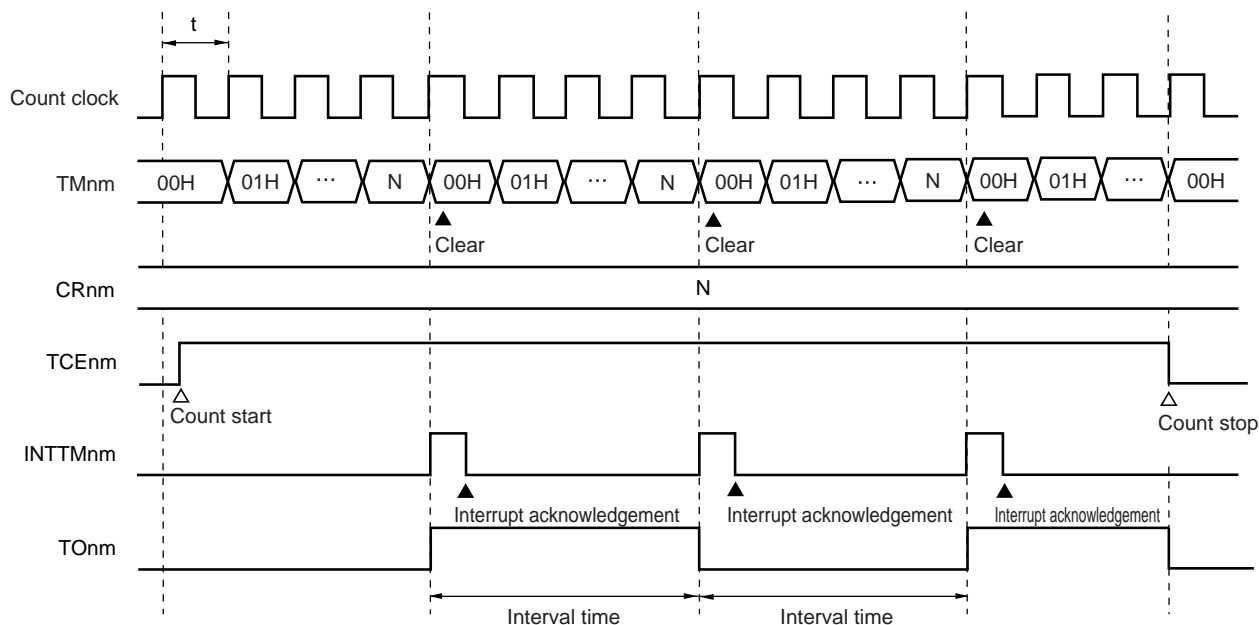 t
Count clock
TMnm 00H 01H ... N 00H 01H ... N 00H 01H ... N 00H 01H ... 00H
Clear Clear Clear
CRnm N
TCEnm
Count start Count stop
INTTMnm
Interrupt acknowledgement Interrupt acknowledgement Interrupt acknowledgement
TOnm
Interval time Interval time